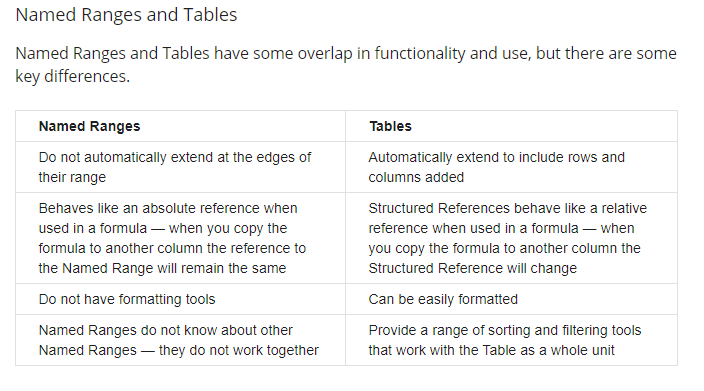 Named Ranges and Tables
Named Ranges and Tables have some overlap in functionality and use, but there are some
key differences.
Named Ranges
Tables
Do not automatically extend at the edges of
their range
Automatically extend to include rows and
columns added
Behaves like an absolute reference when
used in a formula — when you copy the
formula to another column the reference to
the Named Range will remain the same
Structured References behave like a relative
reference when used in a formula — when
you copy the formula to another column the
Structured Reference will change
Do not have formatting tools
Can be easily formatted
Named Ranges do not know about other
Named Ranges — they do not work together
Provide a range of sorting and filtering tools
that work with the Table as a whole unit